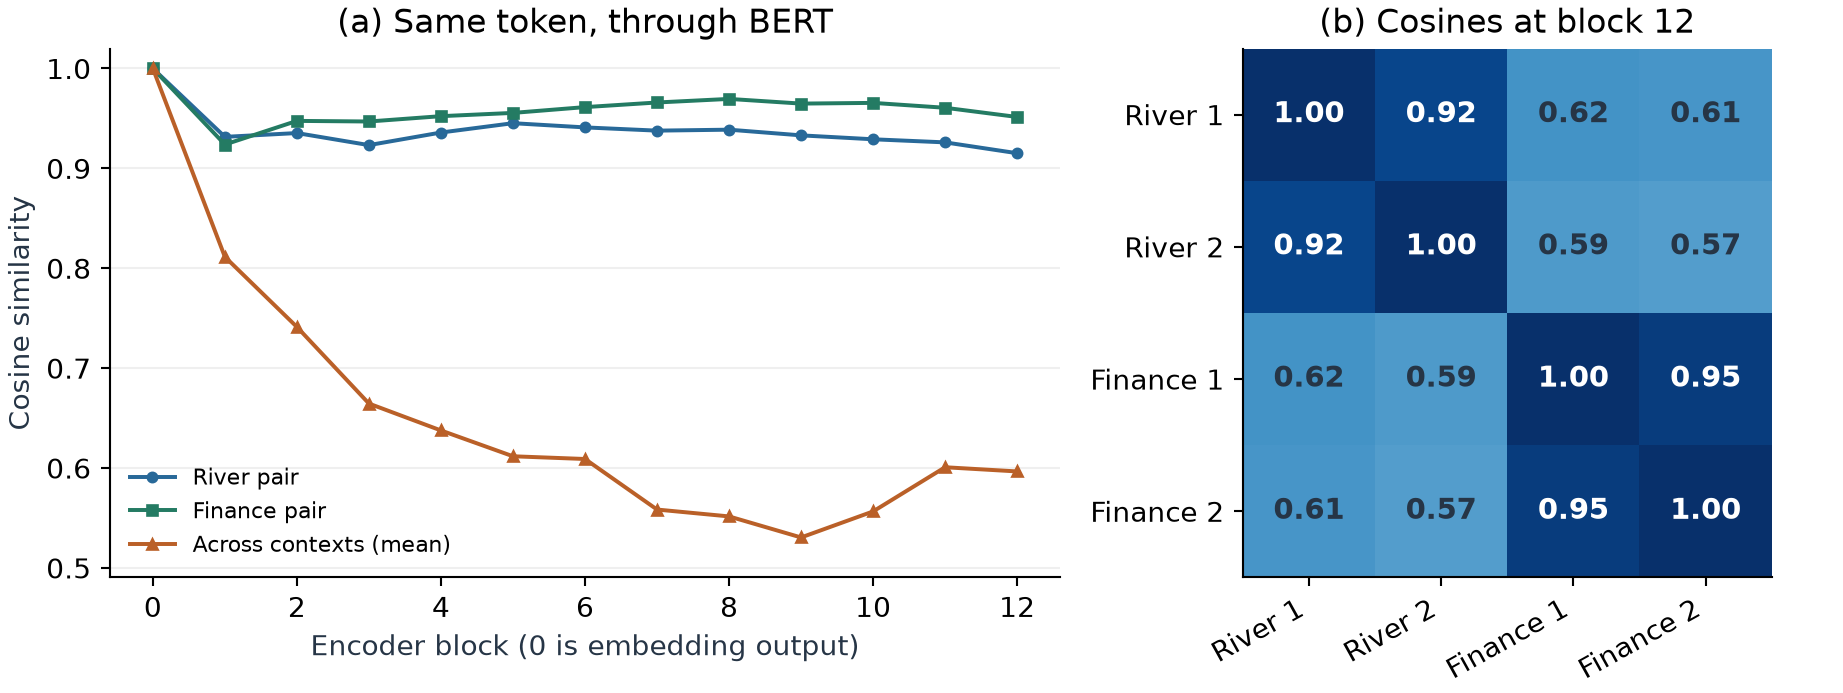 (a) Same token, through BERT
Cosine similarity
1.0
0.9
0.8
0.7
0.6
0.5
River pair
Finance pair
Across contexts (mean)
0 2 4 6 8 10 12
Encoder block (0 is embedding output)
(b) Cosines at block 12
River 1 1.00 0.92 0.62 0.61
River 2 0.92 1.00 0.59 0.57
Finance 1 0.62 0.59 1.00 0.95
Finance 2 0.61 0.57 0.95 1.00
River 1 River 2 Finance 1 Finance 2